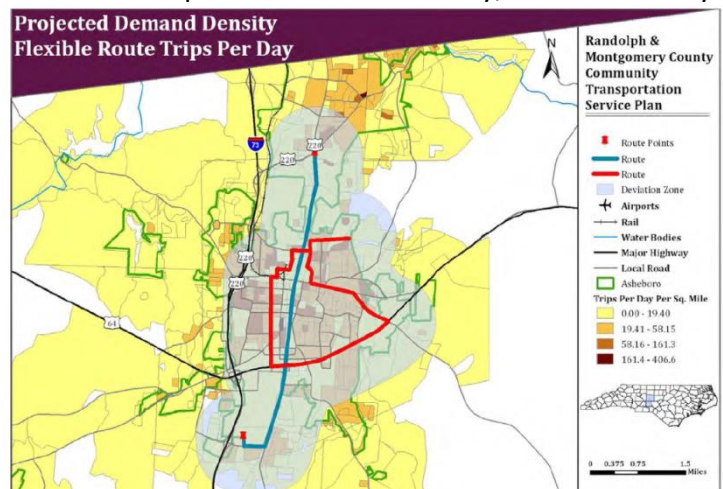 Projected Demand Density
Flexible Route Trips Per Day
N
Randolph &
Montgomery County
Community
Transportation
Service Plan
Route Points
Route
Route
Deviation Zone
Airports
Rail
Water Bodies
Major Highway
Local Road
Asheboro
Trips Per Day Per Sq. Mile
0.00 - 19.40
19.41 - 58.15
58.16 - 161.3
161.4 - 406.6
0 0.375 0.75 1.5
Miles
73
220
220
220
220
64